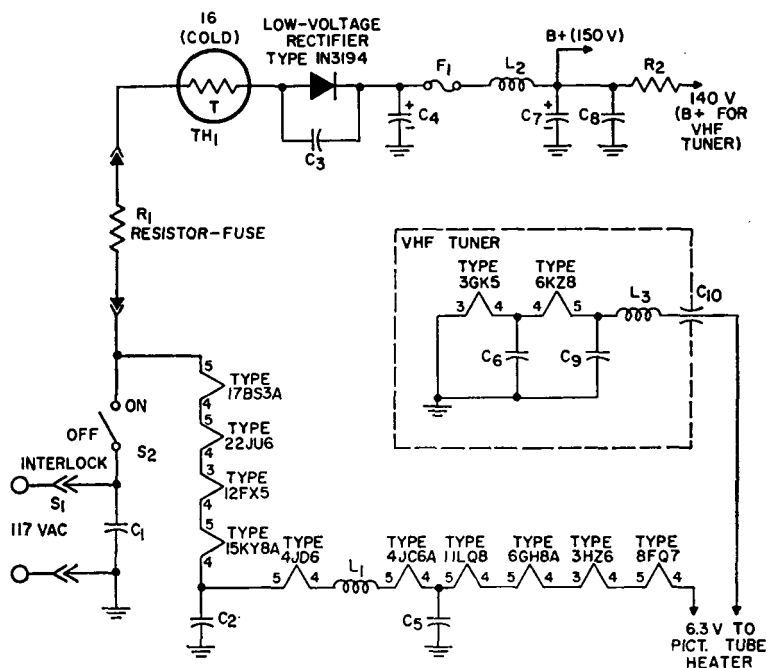 16
(COLD)
T
TH1
LOW-VOLTAGE
RECTIFIER
TYPE IN3194
C3
C4
+
-
F1
L2
B+ (150 V)
C7
+
-
C8
R2
140 V
(B+ FOR
VHF
TUNER)
R1
RESISTOR-FUSE
VHF TUNER
TYPE
3GK5
3 4
TYPE
6KZ8
4 5
L3
C10
C6
C9
ON
OFF
S2
INTERLOCK
S1
117 VAC
C1
5
4
TYPE
17BS3A
5
4
TYPE
22JU6
3
4
TYPE
12FX5
5
4
TYPE
15KY8A
C2
TYPE
4JD6
5 4
L1
TYPE
4JC6A
5 4
C5
TYPE
11LQ8
5 4
TYPE
6GH8A
5 4
TYPE
3HZ6
3 4
TYPE
8FQ7
5 4
6.3 V TO
PICT. TUBE
HEATER